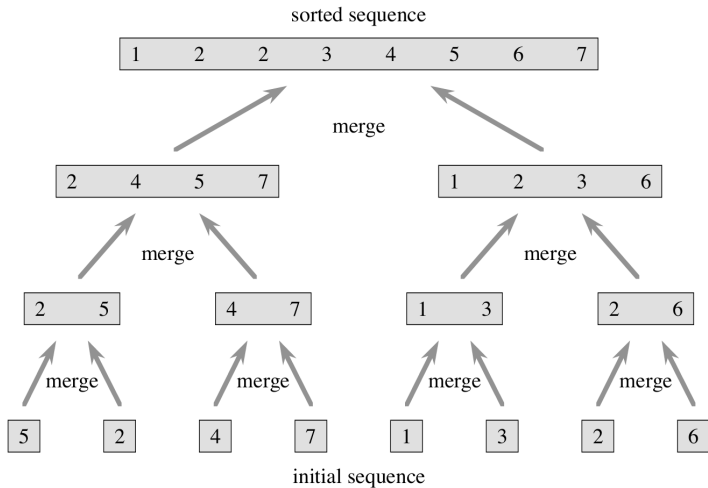 sorted sequence
1 2 2 3 4 5 6 7
merge
2 4 5 7 1 2 3 6
merge merge
2 5 4 7 1 3 2 6
merge merge merge merge
5 2 4 7 1 3 2 6
initial sequence